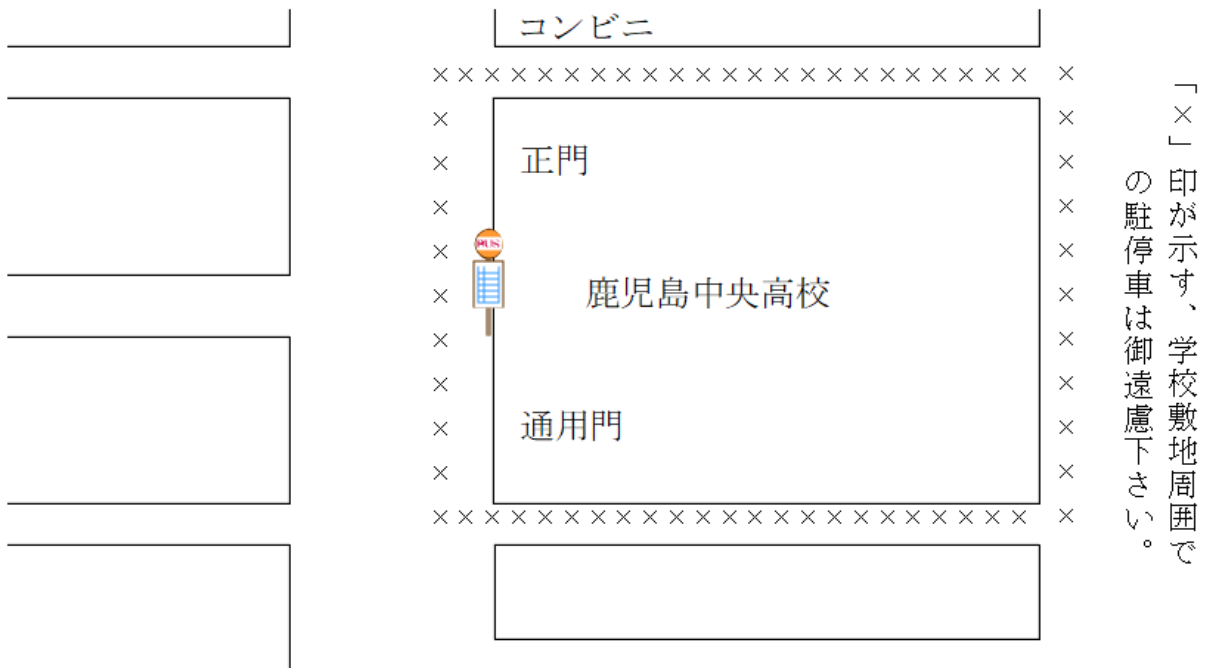 コンビニ
正門
BUS
鹿児島中央高校
通用門
「×」印が示す、学校敷地周囲で
の駐停車は御遠慮下さい。